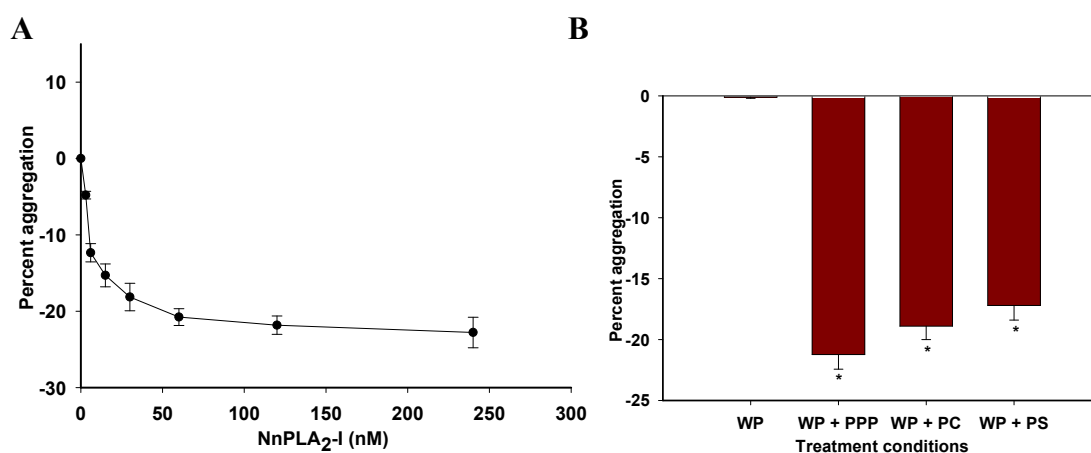 A
B
10
0
-10
-20
-30
Percent aggregation
0 50 100 150 200 250 300
NnPLA2-I (nM)
0
-5
-10
-15
-20
-25
Percent aggregation
*
*
*
WP WP + PPP WP + PC WP + PS
Treatment conditions